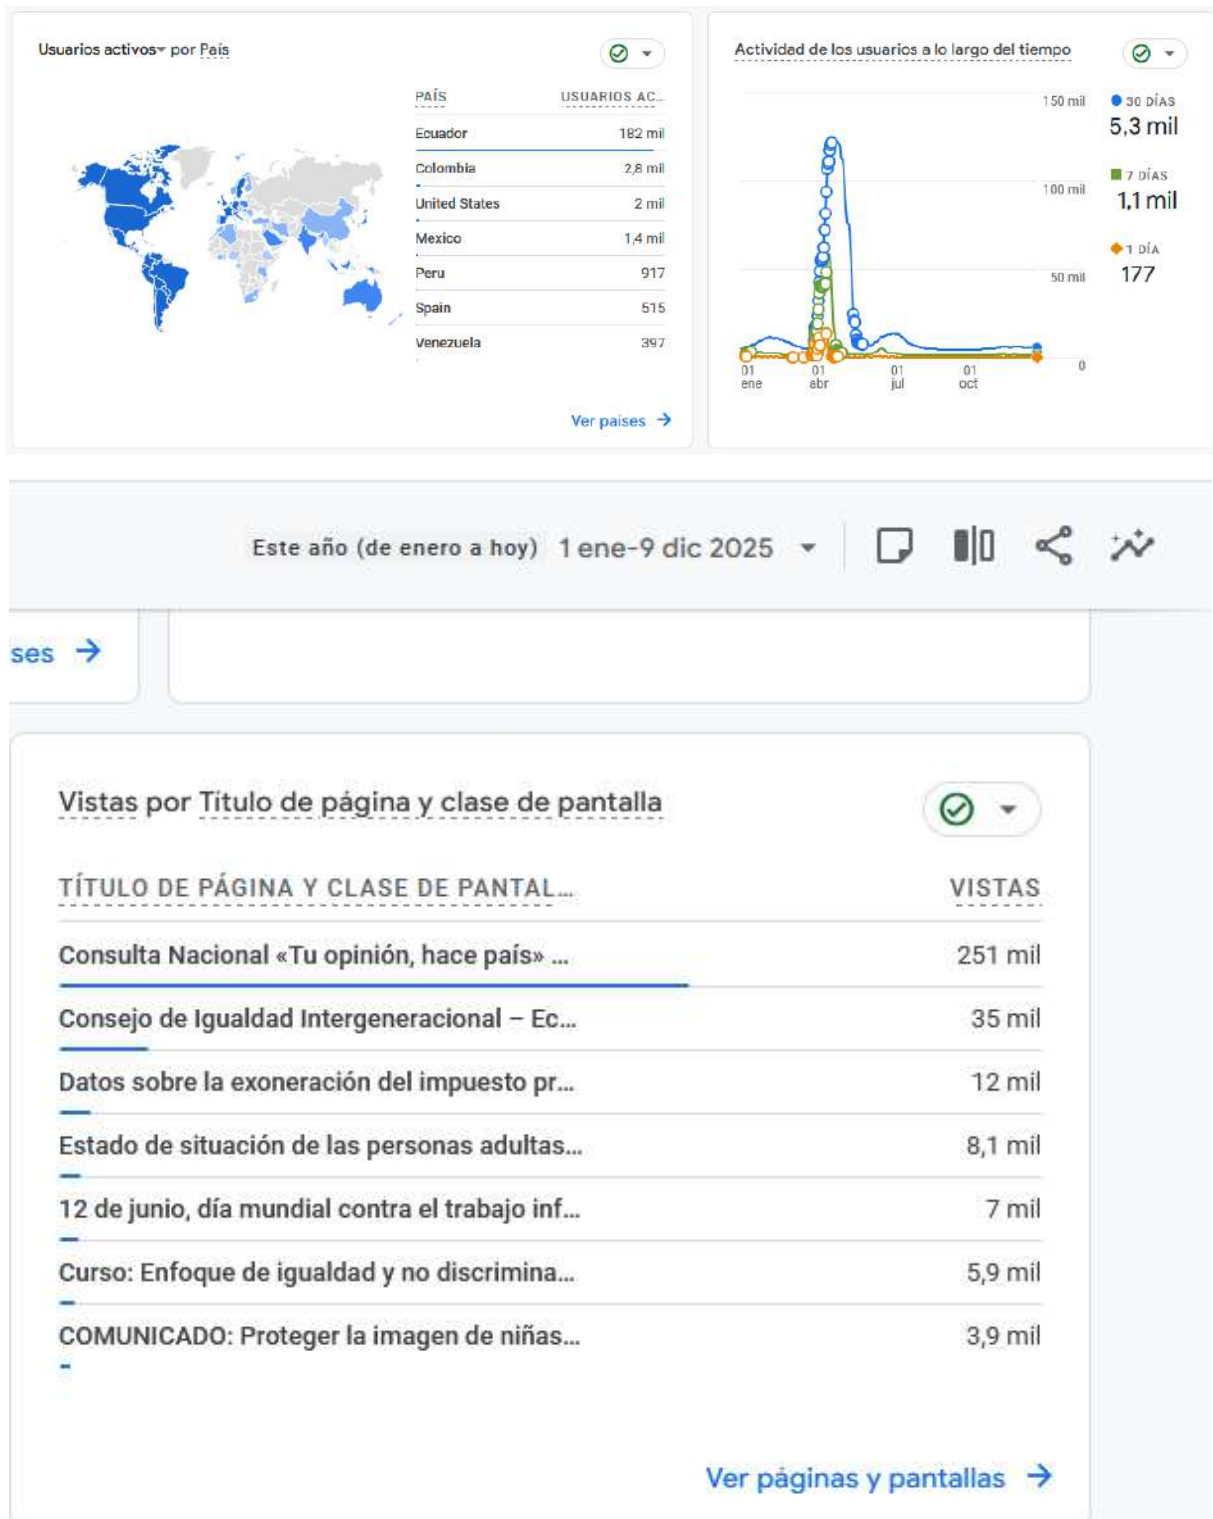 Usuarios activos por País
PAÍS USUARIOS AC...
Ecuador 182 mil
Colombia 2,8 mil
United States 2 mil
Mexico 1,4 mil
Peru 917
Spain 515
Venezuela 397
Ver países
Actividad de los usuarios a lo largo del tiempo
150 mil
100 mil
50 mil
0
01 ene
01 abr
01 jul
01 oct
30 DÍAS
5,3 mil
7 DÍAS
1,1 mil
1 DÍA
177
Este año (de enero a hoy) 1 ene-9 dic 2025
ses
Vistas por Título de página y clase de pantalla
TÍTULO DE PÁGINA Y CLASE DE PANTAL... VISTAS
Consulta Nacional «Tu opinión, hace país» ... 251 mil
Consejo de Igualdad Intergeneracional – Ec... 35 mil
Datos sobre la exoneración del impuesto pr... 12 mil
Estado de situación de las personas adultas... 8,1 mil
12 de junio, día mundial contra el trabajo inf... 7 mil
Curso: Enfoque de igualdad y no discrimina... 5,9 mil
COMUNICADO: Proteger la imagen de niñas... 3,9 mil
Ver páginas y pantallas